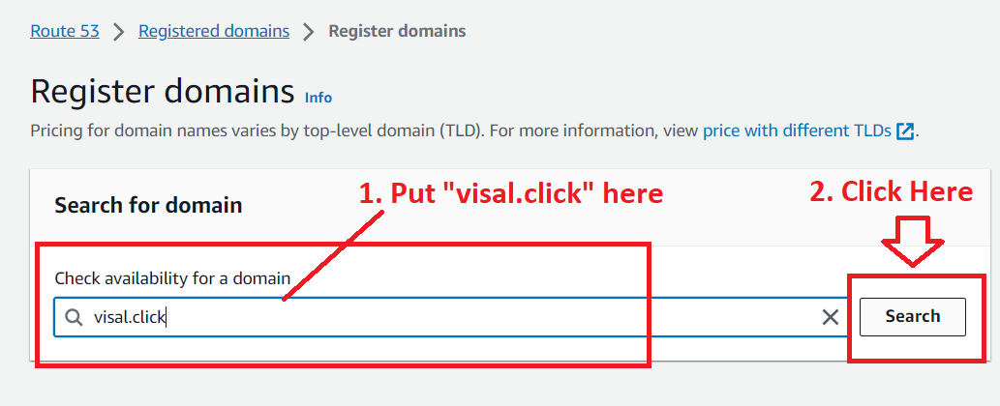 Route 53 > Registered domains > Register domains
Register domains Info
Pricing for domain names varies by top-level domain (TLD). For more information, view price with different TLDs.
1. Put "visal.click" here
2. Click Here
Search for domain
Check availability for a domain
visal.click
Search